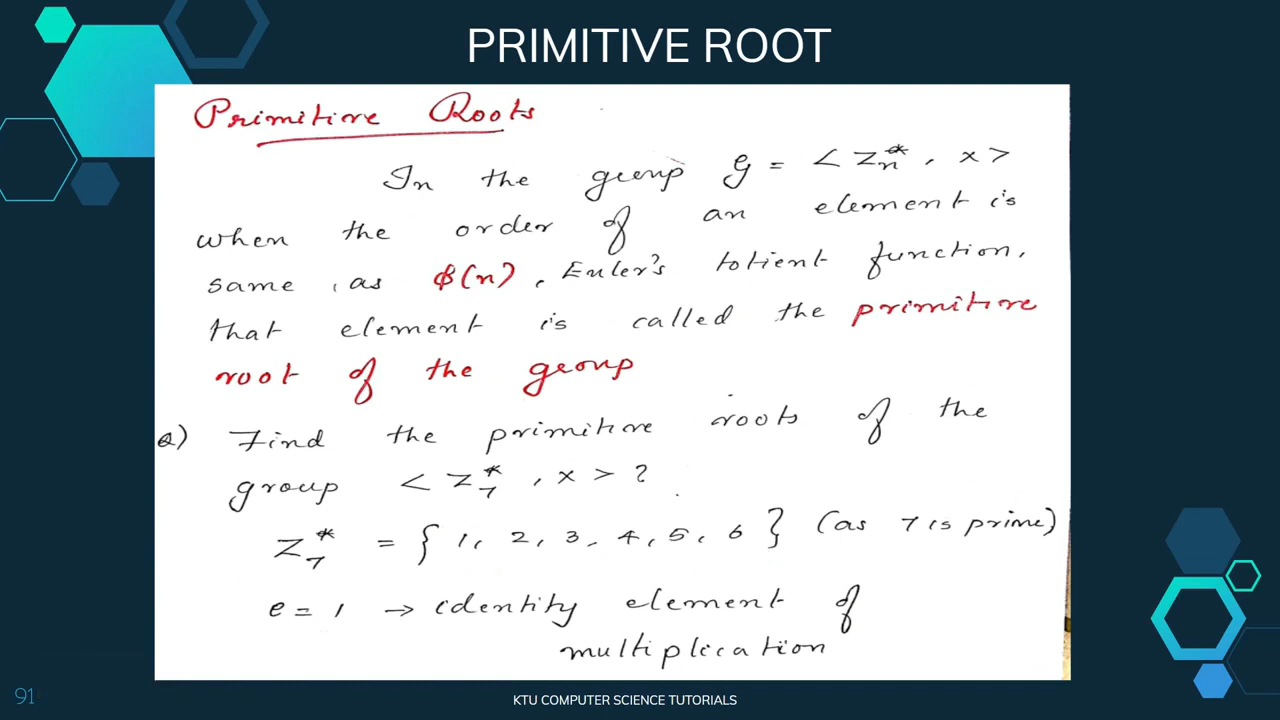 PRIMITIVE ROOT
Primitive Roots
In the group G = < Zn*, x >
when the order of an element is
same as ϕ(n), Euler's totient function,
that element is called the primitive
root of the group
Q) Find the primitive roots of the
group < Z7*, x > ?
Z7* = { 1, 2, 3, 4, 5, 6 } (as 7 is prime)
e = 1 → identity element of
multiplication
91
KTU COMPUTER SCIENCE TUTORIALS